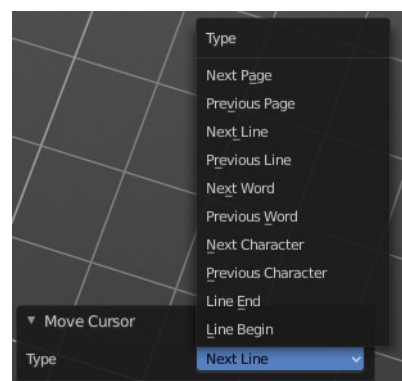 Type
Next Page
Previous Page
Next Line
Previous Line
Next Word
Previous Word
Next Character
Previous Character
Line End
Line Begin
Move Cursor
Type Next Line